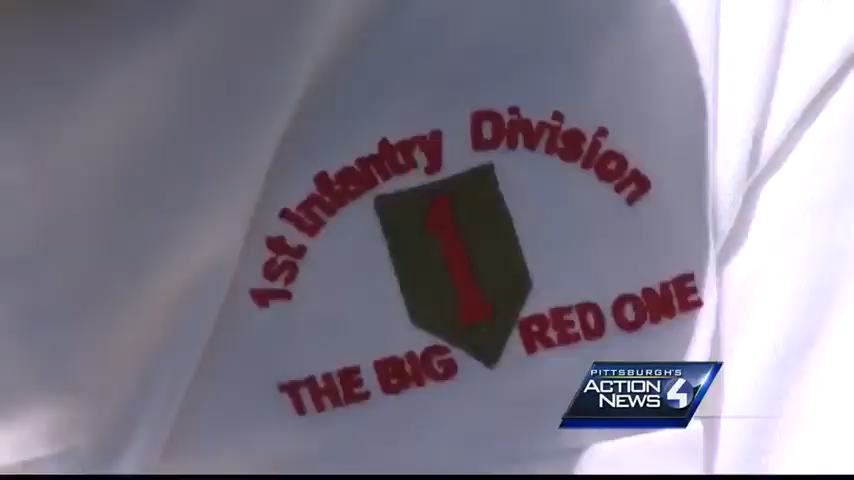 1st Infantry Division
1
THE BIG RED ONE
PITTSBURGH'S
ACTION
NEWS 4